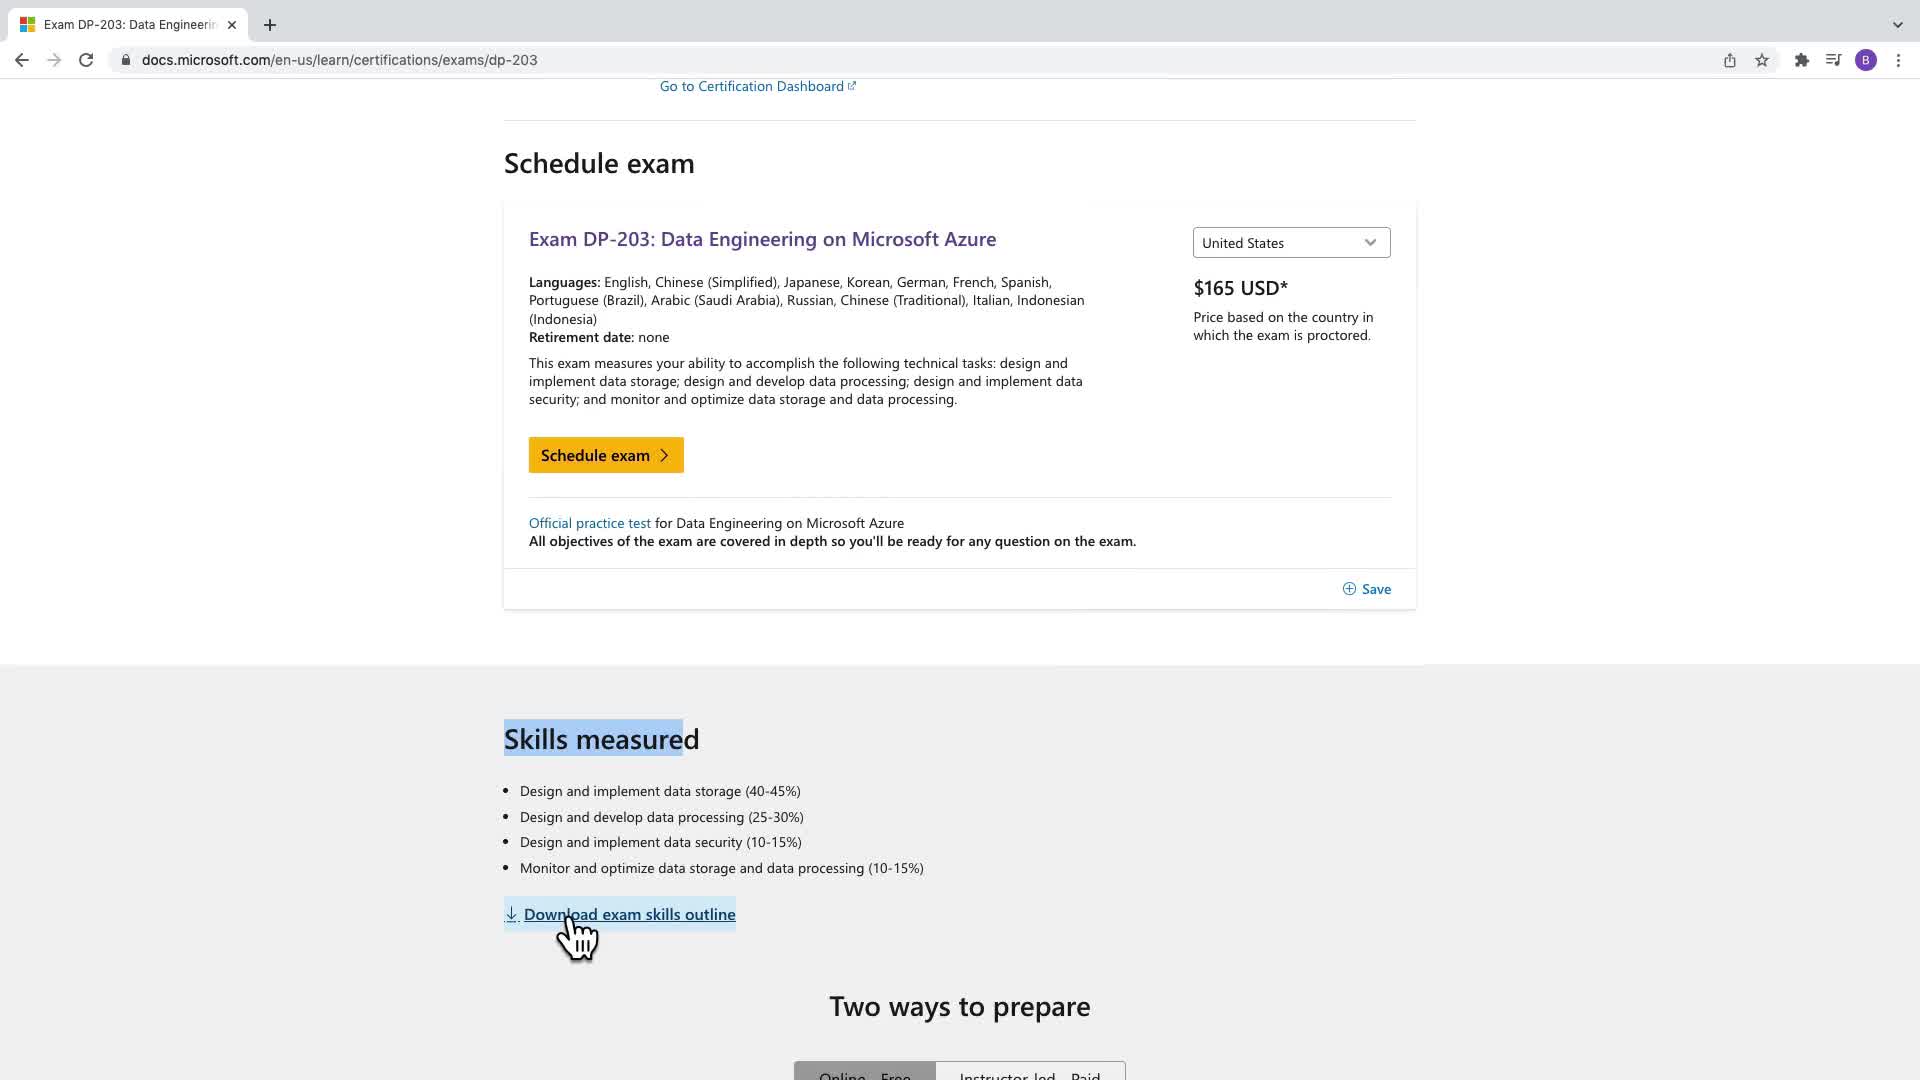 Exam DP-203: Data Engineerin
docs.microsoft.com/en-us/learn/certifications/exams/dp-203
B
Go to Certification Dashboard
Schedule exam
Exam DP-203: Data Engineering on Microsoft Azure
United States
Languages: English, Chinese (Simplified), Japanese, Korean, German, French, Spanish,
Portuguese (Brazil), Arabic (Saudi Arabia), Russian, Chinese (Traditional), Italian, Indonesian
(Indonesia)
Retirement date: none
$165 USD*
Price based on the country in
which the exam is proctored.
This exam measures your ability to accomplish the following technical tasks: design and
implement data storage; design and develop data processing; design and implement data
security; and monitor and optimize data storage and data processing.
Schedule exam
Official practice test for Data Engineering on Microsoft Azure
All objectives of the exam are covered in depth so you'll be ready for any question on the exam.
Save
Skills measured
• Design and implement data storage (40-45%)
• Design and develop data processing (25-30%)
• Design and implement data security (10-15%)
• Monitor and optimize data storage and data processing (10-15%)
Download exam skills outline
Two ways to prepare
Online - Free
Instructor-led - Paid